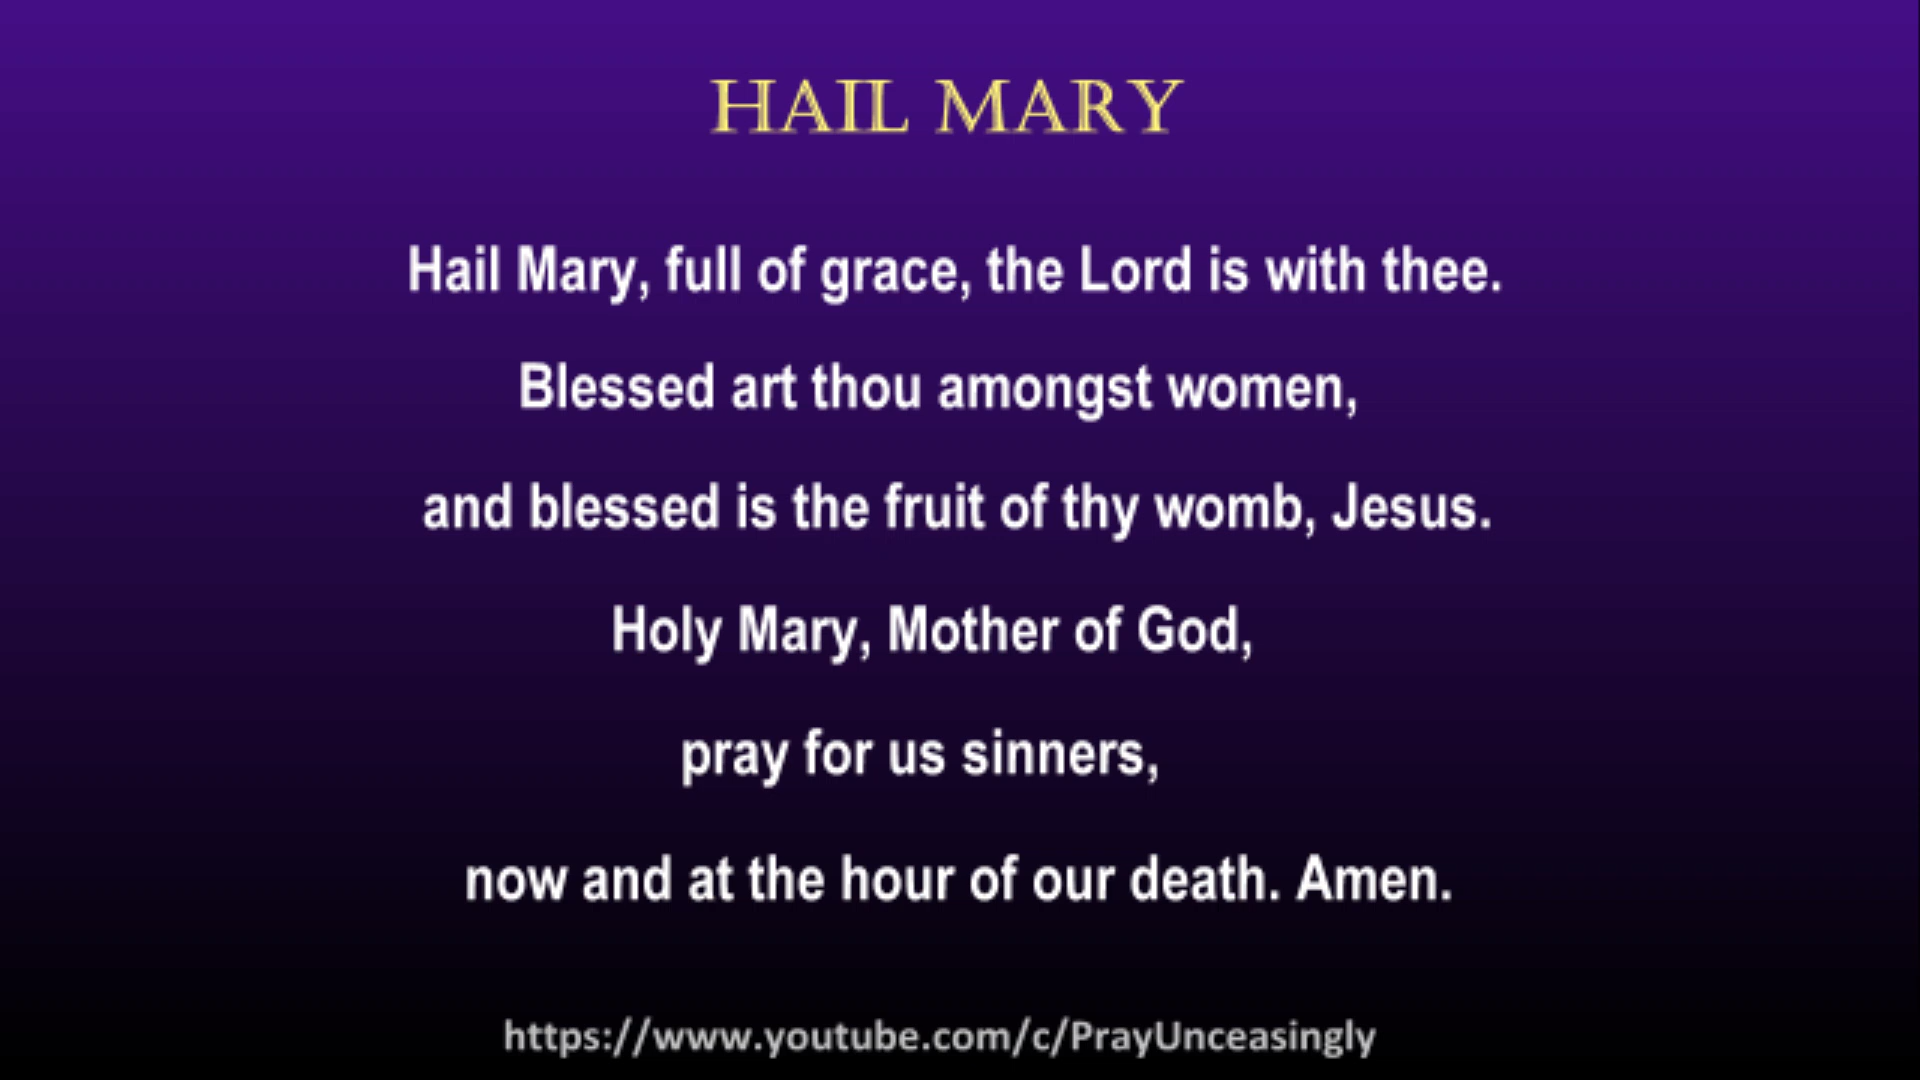 HAIL MARY
Hail Mary, full of grace, the Lord is with thee.
Blessed art thou amongst women,
and blessed is the fruit of thy womb, Jesus.
Holy Mary, Mother of God,
pray for us sinners,
now and at the hour of our death. Amen.
https://www.youtube.com/c/PrayUnceasingly